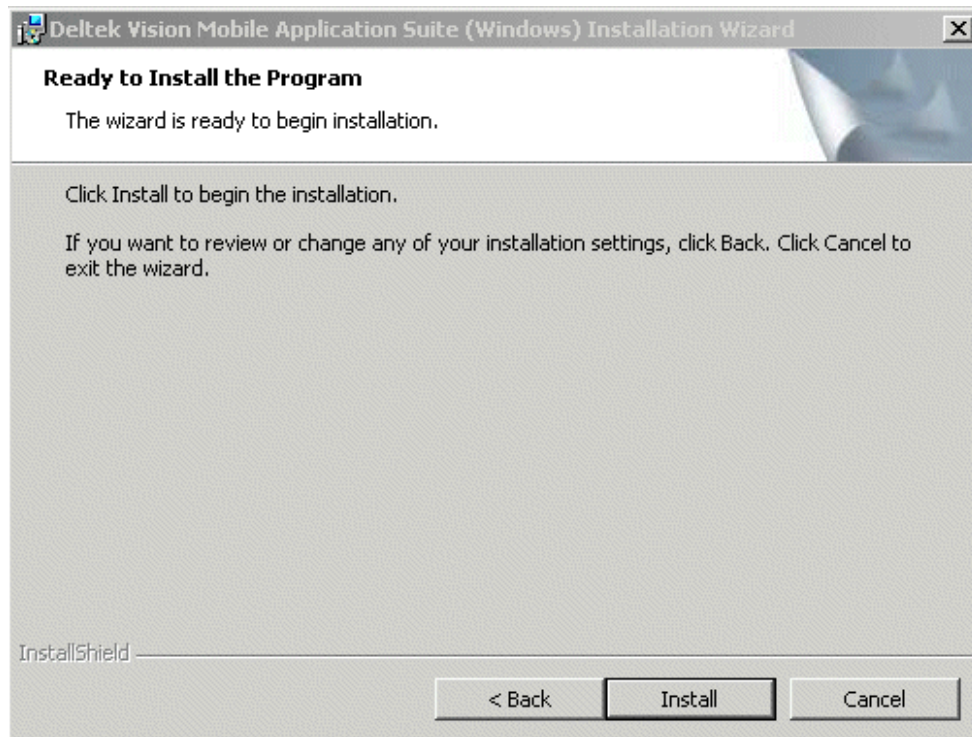 Deltek Vision Mobile Application Suite (Windows) Installation Wizard
Ready to Install the Program
The wizard is ready to begin installation.
Click Install to begin the installation.
If you want to review or change any of your installation settings, click Back. Click Cancel to
exit the wizard.
InstallShield
< Back
Install
Cancel